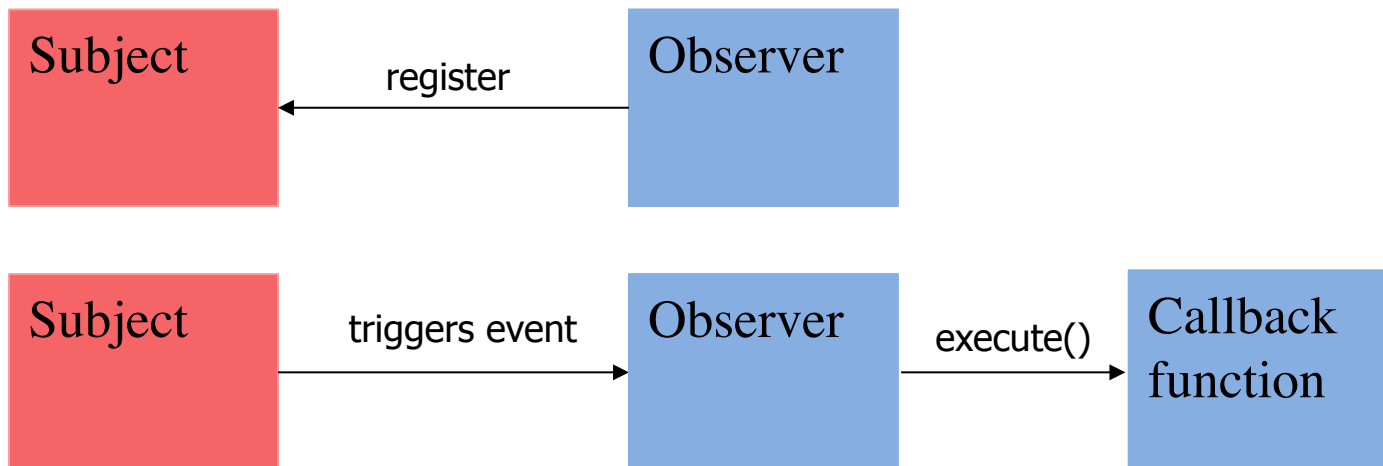 Subject
register
Observer
Subject
triggers event
Observer
execute()
Callback
function